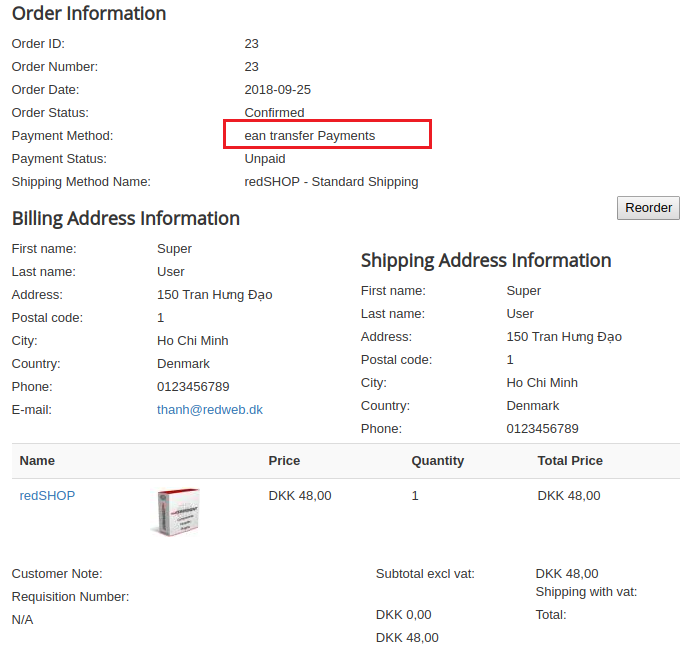 Order Information
Order ID: 23
Order Number: 23
Order Date: 2018-09-25
Order Status: Confirmed
Payment Method: ean transfer Payments
Payment Status: Unpaid
Shipping Method Name: redSHOP - Standard Shipping
Reorder
Billing Address Information
First name: Super
Last name: User
Address: 150 Tran Hưng Đạo
Postal code: 1
City: Ho Chi Minh
Country: Denmark
Phone: 0123456789
E-mail: thanh@redweb.dk
Shipping Address Information
First name: Super
Last name: User
Address: 150 Tran Hưng Đạo
Postal code: 1
City: Ho Chi Minh
Country: Denmark
Phone: 0123456789
Name Price Quantity Total Price
redSHOP DKK 48,00 1 DKK 48,00
Customer Note:
Requisition Number:
N/A
Subtotal excl vat: DKK 48,00
Shipping with vat:
DKK 0,00 Total:
DKK 48,00